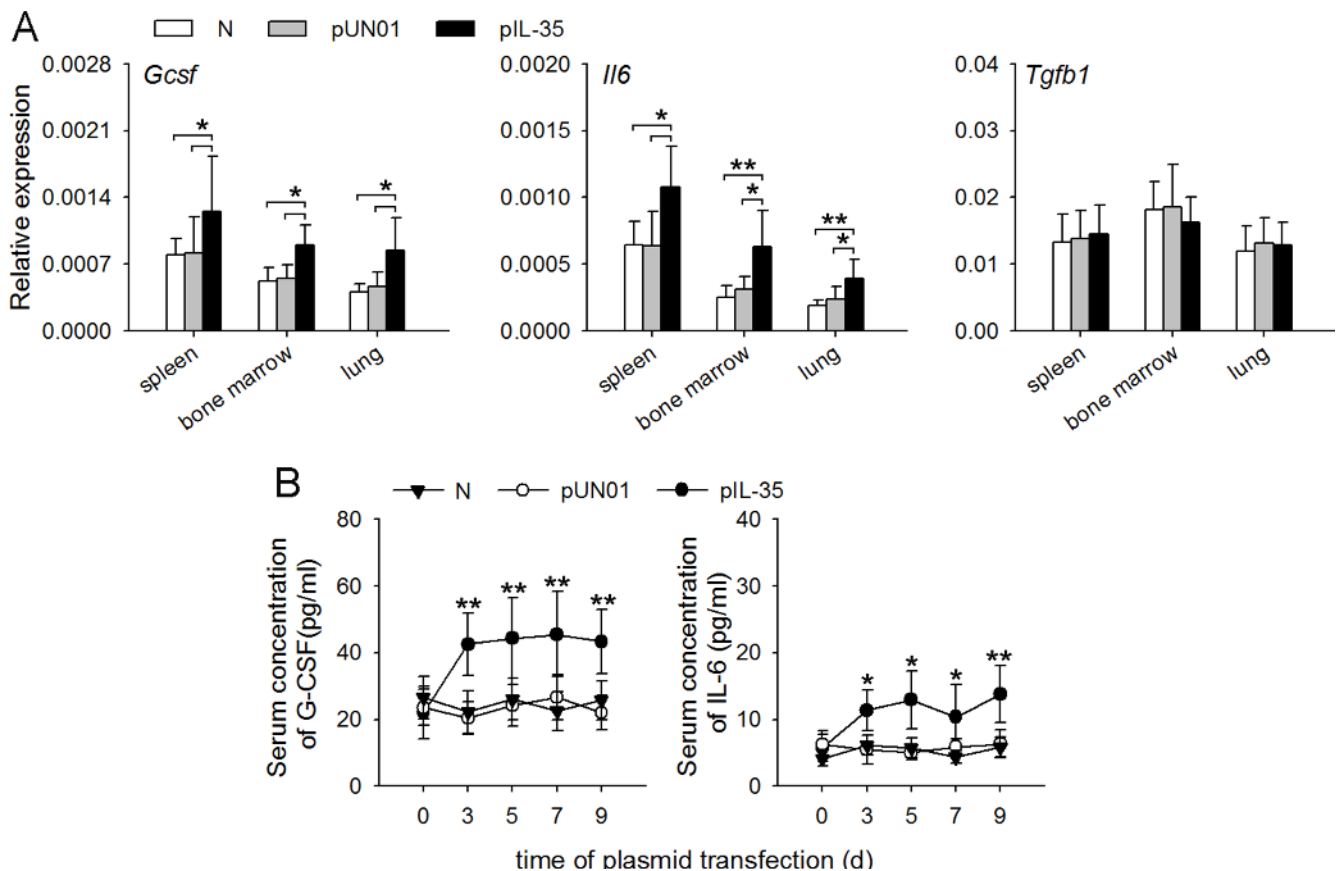 A
N pUN01 pIL-35
Relative expression
Gcsf
0.0028
0.0021
0.0014
0.0007
0.0000
* * *
spleen bone marrow lung
Il6
0.0020
0.0015
0.0010
0.0005
0.0000
* ** * ** *
spleen bone marrow lung
Tgfb1
0.04
0.03
0.02
0.01
0.00
spleen bone marrow lung
B
N pUN01 pIL-35
Serum concentration
of G-CSF(pg/ml)
80
60
40
20
0
** ** ** **
0 3 5 7 9
Serum concentration
of IL-6 (pg/ml)
40
30
20
10
0
* * * **
0 3 5 7 9
time of plasmid transfection (d)